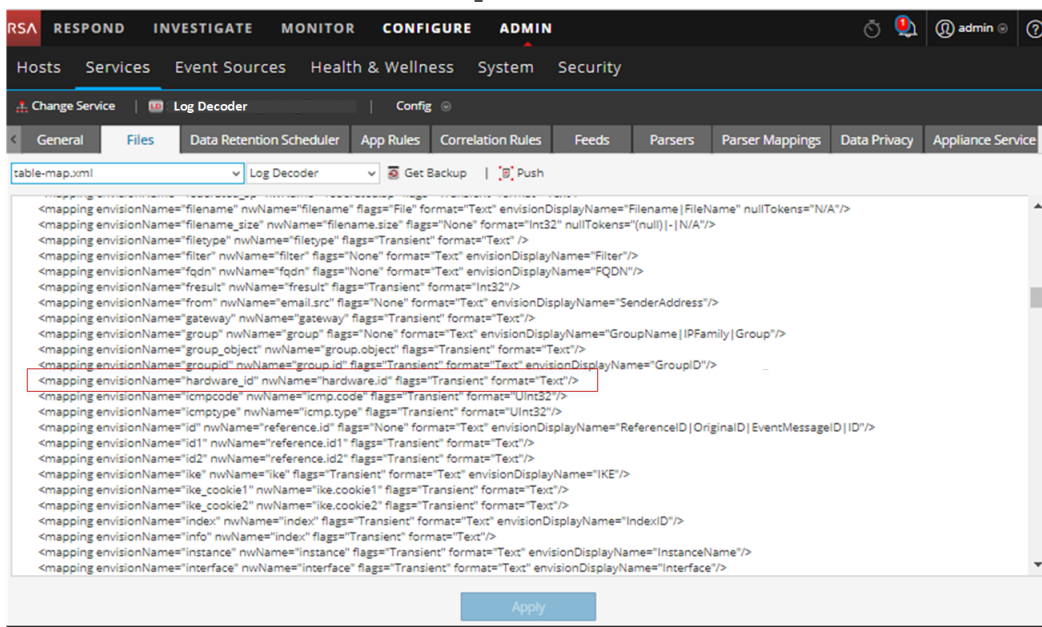 RSA RESPOND INVESTIGATE MONITOR CONFIGURE ADMIN 1 admin ?
Hosts Services Event Sources Health & Wellness System Security
Change Service | LD Log Decoder | Config
< General Files Data Retention Scheduler App Rules Correlation Rules Feeds Parsers Parser Mappings Data Privacy Appliance Service
table-map.xml Log Decoder Get Backup | Push
<mapping envisionName="filename" nwName="filename" flags="File" format="Text" envisionDisplayName="Filename|FileName" nullTokens="N/A"/>
<mapping envisionName="filename_size" nwName="filename.size" flags="None" format="Int32" nullTokens="(null)|-|N/A"/>
<mapping envisionName="filetype" nwName="filetype" flags="Transient" format="Text" />
<mapping envisionName="filter" nwName="filter" flags="None" format="Text" envisionDisplayName="Filter"/>
<mapping envisionName="fqdn" nwName="fqdn" flags="None" format="Text" envisionDisplayName="FQDN"/>
<mapping envisionName="fresult" nwName="fresult" flags="Transient" format="Int32"/>
<mapping envisionName="from" nwName="email.src" flags="None" format="Text" envisionDisplayName="SenderAddress"/>
<mapping envisionName="gateway" nwName="gateway" flags="Transient" format="Text"/>
<mapping envisionName="group" nwName="group" flags="None" format="Text" envisionDisplayName="GroupName|IPFamily|Group"/>
<mapping envisionName="group_object" nwName="group.object" flags="Transient" format="Text"/>
<mapping envisionName="groupid" nwName="group.id" flags="Transient" format="Text" envisionDisplayName="GroupID"/>
<mapping envisionName="hardware_id" nwName="hardware.id" flags="Transient" format="Text"/>
<mapping envisionName="icmpcode" nwName="icmp.code" flags="Transient" format="UInt32"/>
<mapping envisionName="icmptype" nwName="icmp.type" flags="Transient" format="UInt32"/>
<mapping envisionName="id" nwName="reference.id" flags="None" format="Text" envisionDisplayName="ReferenceID|OriginalID|EventMessageID|ID"/>
<mapping envisionName="id1" nwName="reference.id1" flags="Transient" format="Text"/>
<mapping envisionName="id2" nwName="reference.id2" flags="Transient" format="Text"/>
<mapping envisionName="ike" nwName="ike" flags="Transient" format="Text" envisionDisplayName="IKE"/>
<mapping envisionName="ike_cookie1" nwName="ike.cookie1" flags="Transient" format="Text"/>
<mapping envisionName="ike_cookie2" nwName="ike.cookie2" flags="Transient" format="Text"/>
<mapping envisionName="index" nwName="index" flags="Transient" format="Text" envisionDisplayName="IndexID"/>
<mapping envisionName="info" nwName="index" flags="Transient" format="Text"/>
<mapping envisionName="instance" nwName="instance" flags="Transient" format="Text" envisionDisplayName="InstanceName"/>
<mapping envisionName="interface" nwName="interface" flags="Transient" format="Text" envisionDisplayName="Interface"/>
Apply